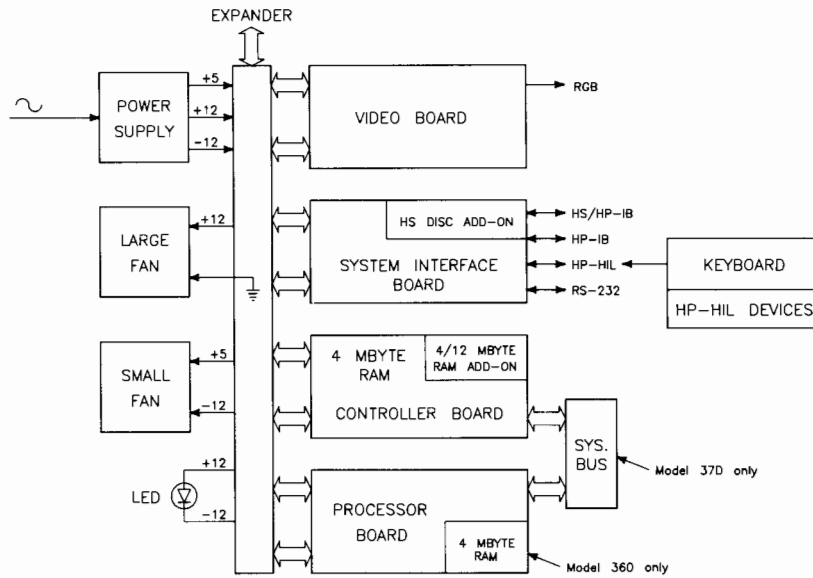 EXPANDER
POWER
SUPPLY
+5
+12
-12
VIDEO BOARD
RGB
LARGE
FAN
+12
HS DISC ADD-ON
SYSTEM INTERFACE
BOARD
HS/HP-IB
HP-IB
HP-HIL
RS-232
KEYBOARD
HP-HIL DEVICES
SMALL
FAN
+5
-12
4 MBYTE
RAM
4/12 MBYTE
RAM ADD-ON
CONTROLLER BOARD
SYS.
BUS
Model 37D only
LED
+12
-12
PROCESSOR
BOARD
4 MBYTE
RAM
Model 360 only